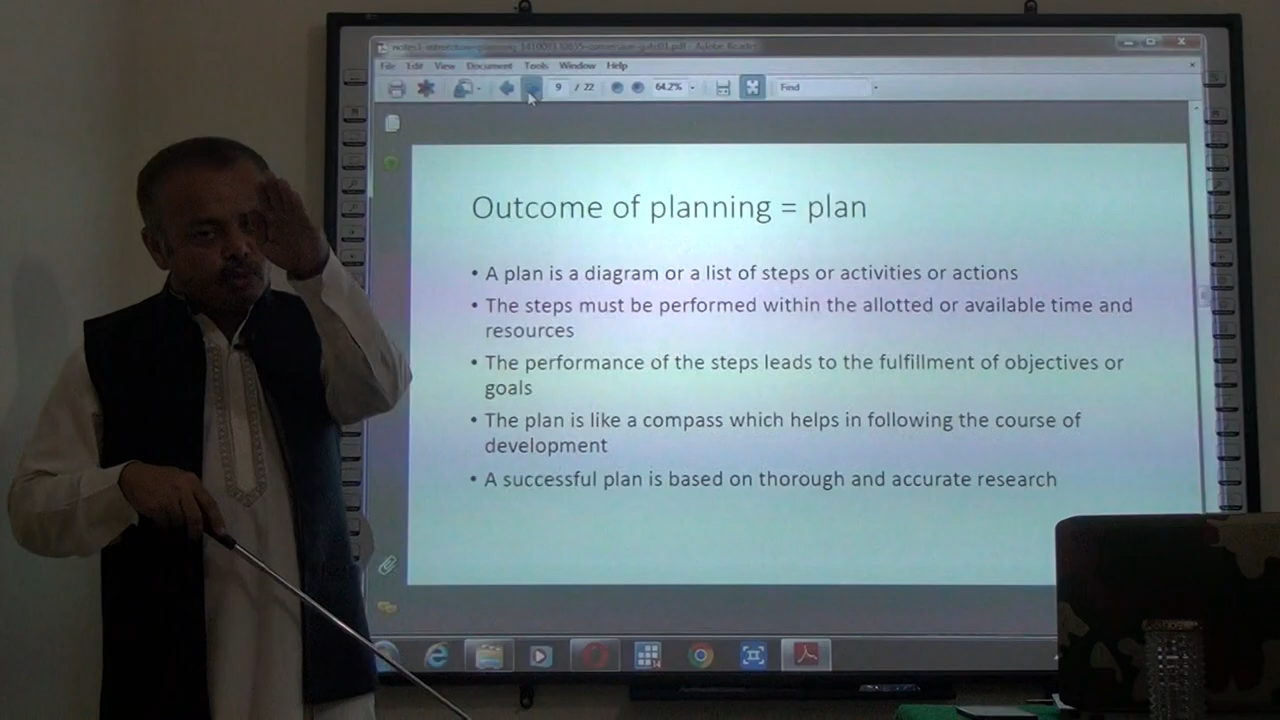 File Edit View Document Tools Window Help
9 / 22 64.2% Find
Outcome of planning = plan
• A plan is a diagram or a list of steps or activities or actions
• The steps must be performed within the allotted or available time and
resources
• The performance of the steps leads to the fulfillment of objectives or
goals
• The plan is like a compass which helps in following the course of
development
• A successful plan is based on thorough and accurate research
14